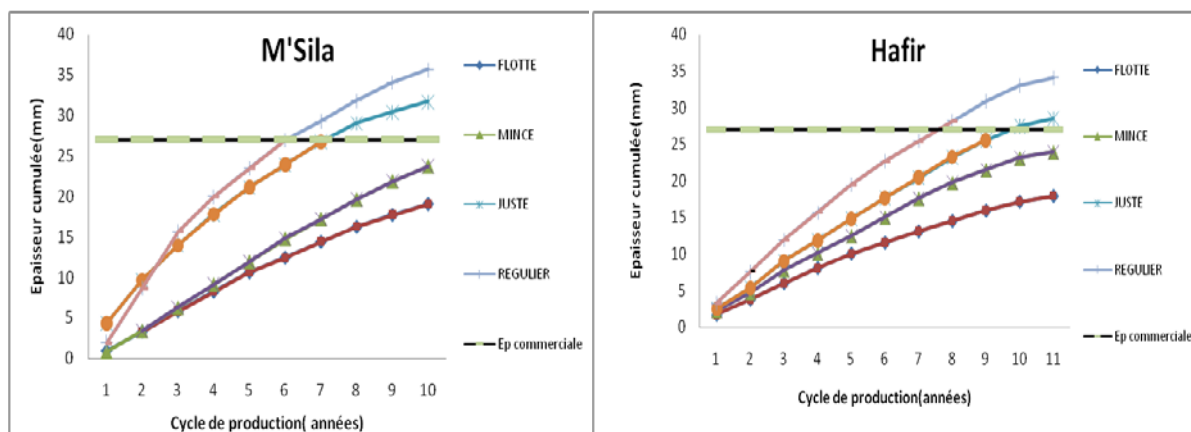 M'Sila
Epaisseur cumulée(mm)
40
35
30
25
20
15
10
5
0
1 2 3 4 5 6 7 8 9 10
Cycle de production( années)
FLOTTE
MINCE
JUSTE
REGULIER
Ep commerciale
Hafir
Epaisseur cumulée(mm)
40
35
30
25
20
15
10
5
0
1 2 3 4 5 6 7 8 9 10 11
Cycle de production(années)
FLOTTE
MINCE
JUSTE
REGULIER
Ep commerciale